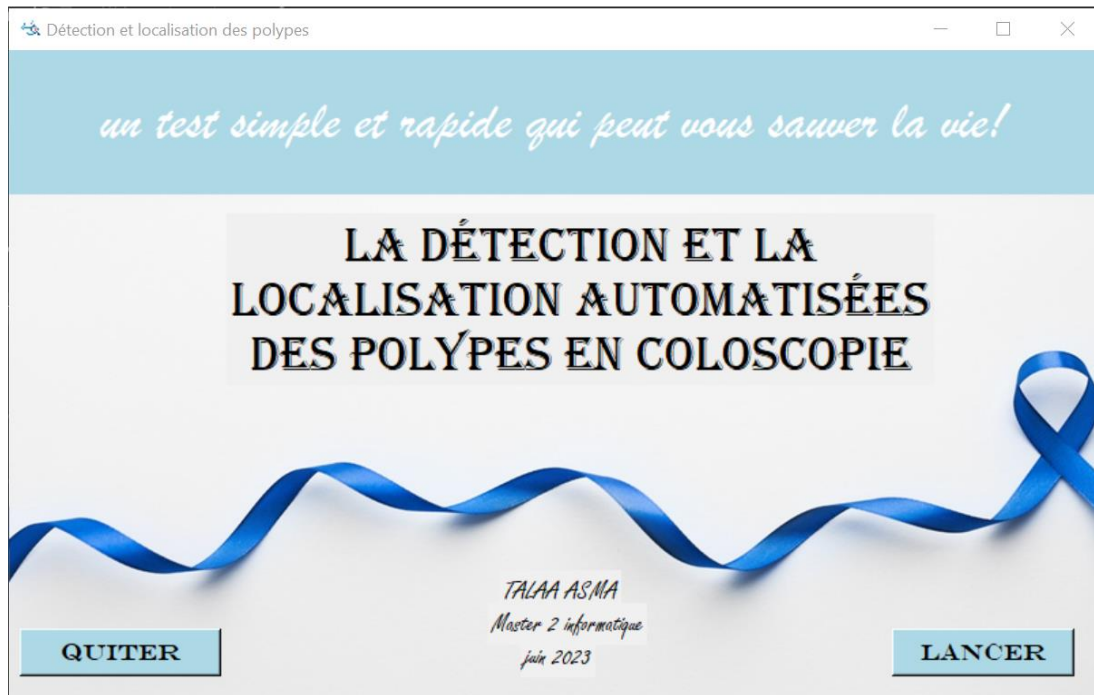 Détection et localisation des polypes
un test simple et rapide qui peut vous sauver la vie!
LA DÉTECTION ET LA
LOCALISATION AUTOMATISÉES
DES POLYPES EN COLOSCOPIE
TALAA ASMA
Master 2 informatique
juin 2023
QUITER
LANCER